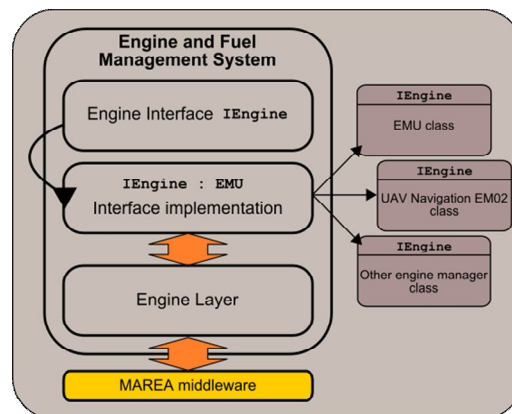 Engine and Fuel
Management System
Engine Interface IEngine
IEngine : EMU
Interface implementation
Engine Layer
MAREA middleware
IEngine
EMU class
IEngine
UAV Navigation EM02
class
IEngine
Other engine manager
class